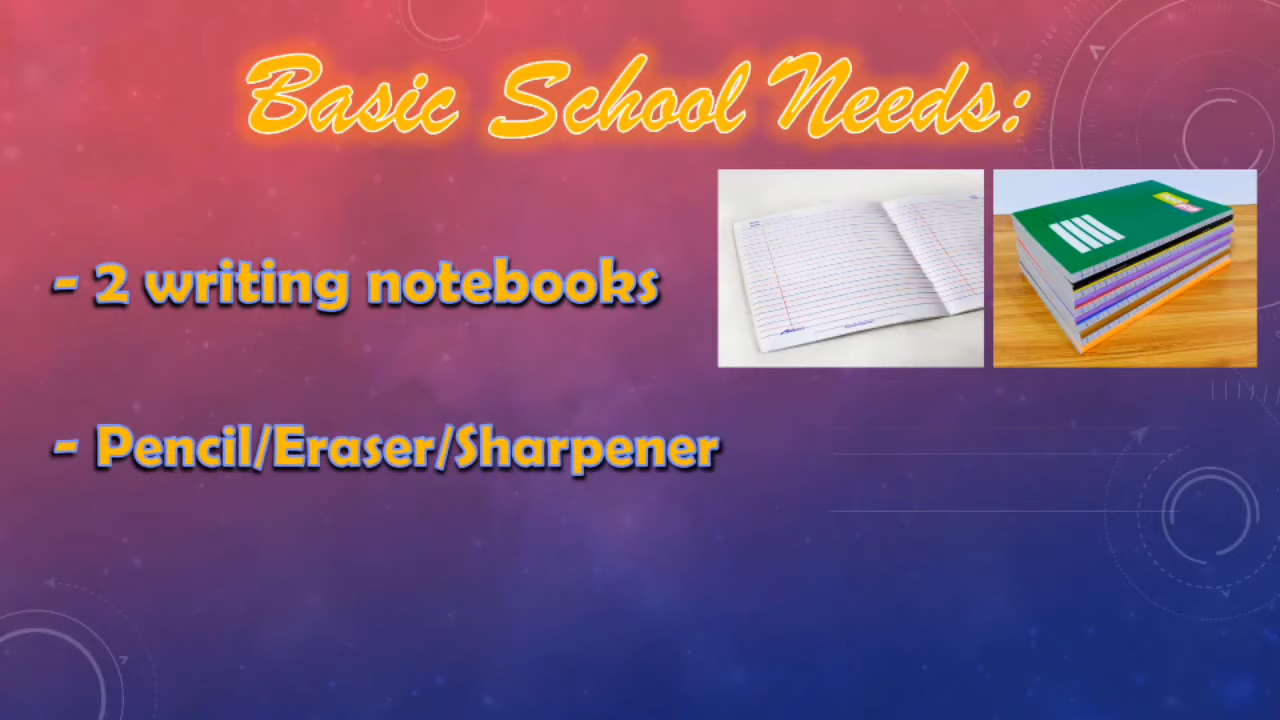 Basic School Needs:
- 2 writing notebooks
- Pencil/Eraser/Sharpener